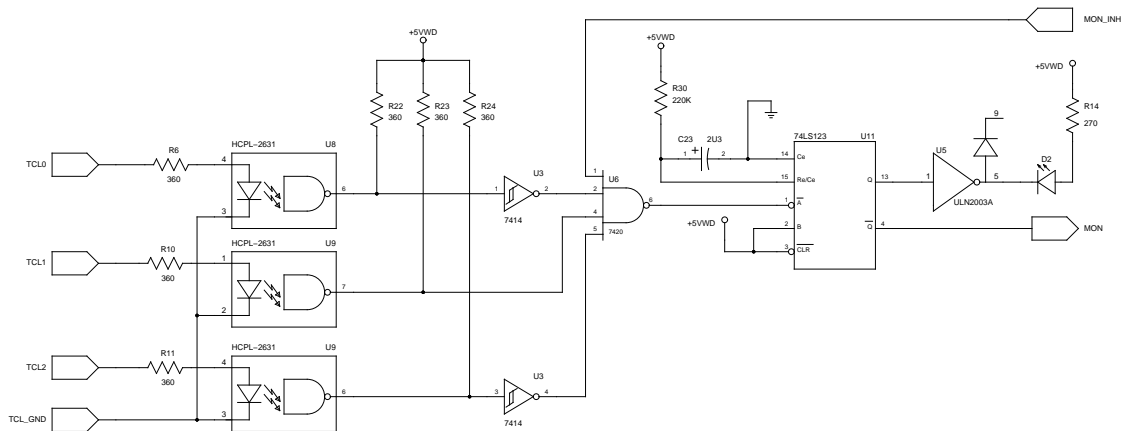 MON_INH
+5VWD
+5VWD
+5VWD
R30
220K
R14
270
R22
360
R23
360
R24
360
C23
+
2U3
1
2
74LS123
U11
9
D2
HCPL-2631
U8
R6
360
TCL0
4
3
6
1
U3
2
7414
1
2
4
5
U6
6
7420
14
Ce
15
Re/Ce
1
A
2
B
3
CLR
Q
13
Q
4
+5VWD
1
U5
5
ULN2003A
MON
HCPL-2631
U9
R10
360
TCL1
1
2
7
HCPL-2631
U9
R11
360
TCL2
4
3
6
3
U3
4
7414
TCL_GND